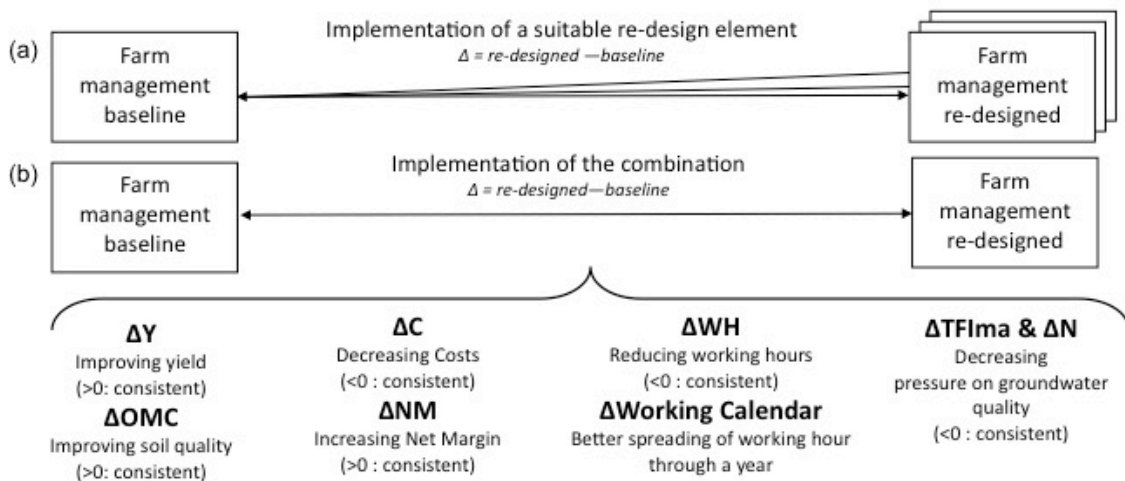 (a)
Farm
management
baseline
Implementation of a suitable re-design element
Δ = re-designed —baseline
Farm
management
re-designed
(b)
Farm
management
baseline
Implementation of the combination
Δ = re-designed—baseline
Farm
management
re-designed
ΔY
Improving yield
(>0: consistent)
ΔOMC
Improving soil quality
(>0: consistent)
ΔC
Decreasing Costs
(<0 : consistent)
ΔNM
Increasing Net Margin
(>0 : consistent)
ΔWH
Reducing working hours
(<0 : consistent)
ΔWorking Calendar
Better spreading of working hour
through a year
ΔTFIma & ΔN
Decreasing
pressure on groundwater
quality
(<0 : consistent)